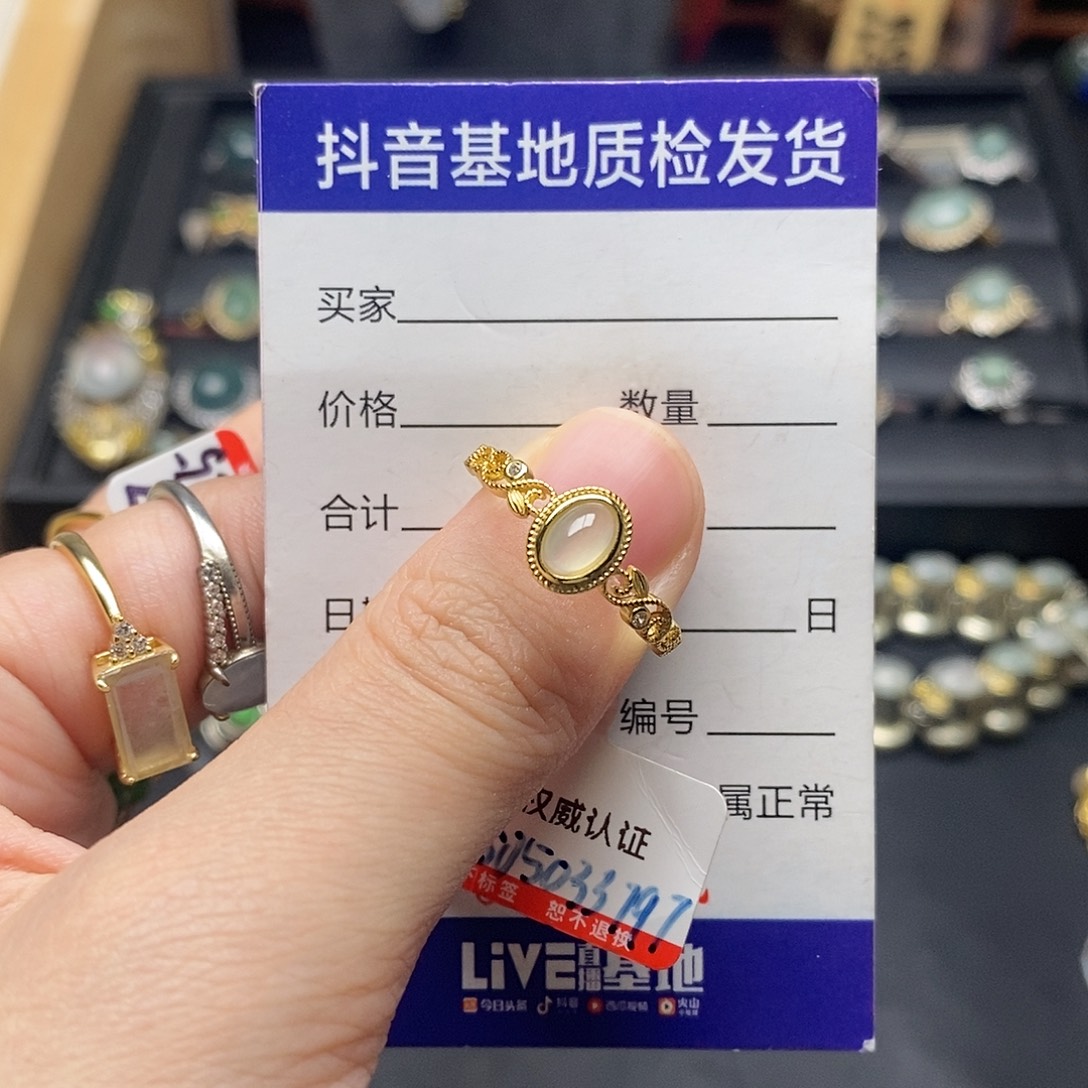 抖音基地质检发货
买家
价格 数量
合计
日 日
编号
属正常
权威认证
标签 恕不退换
LiVE直播基地
今日头条 抖音 西瓜视频 火山